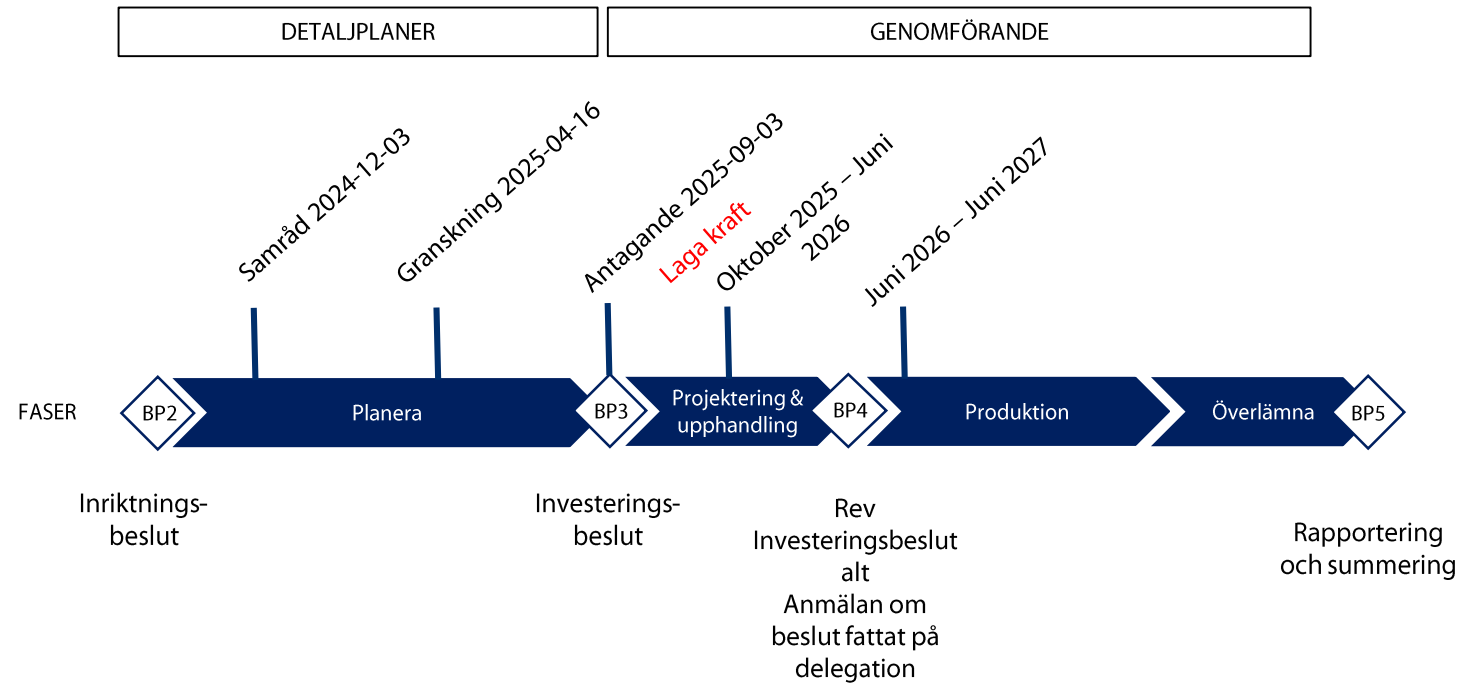 DETALJPLANER
GENOMFÖRANDE
Samråd 2024-12-03
Granskning 2025-04-16
Antagande 2025-09-03
Laga kraft
Oktober 2025 – Juni
2026
Juni 2026 – Juni 2027
FASER
BP2
Planera
BP3
Projektering &
upphandling
BP4
Produktion
Överlämna
BP5
Inriktnings-
beslut
Investerings-
beslut
Rev
Investeringsbeslut
alt
Anmälan om
beslut fattat på
delegation
Rapportering
och summering